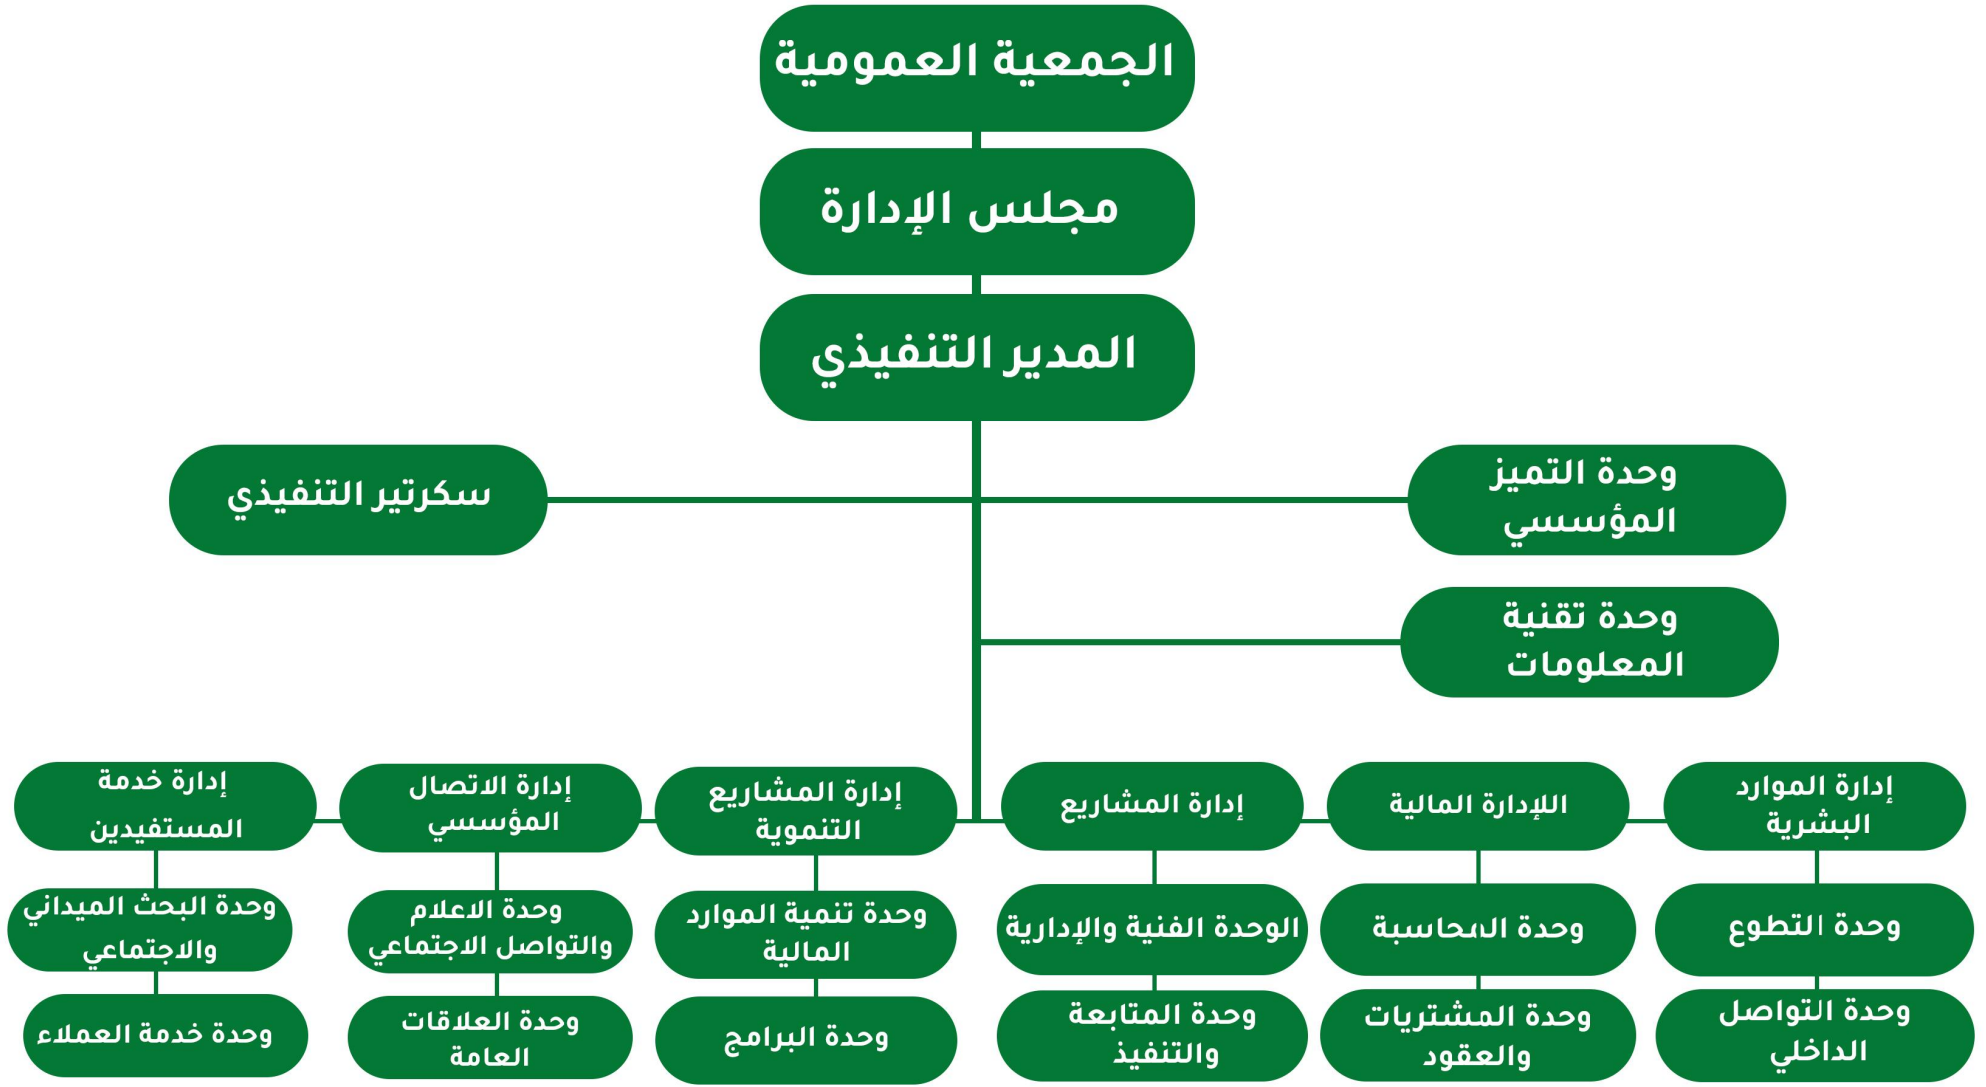 الجمعية العمومية
مجلس الإدارة
المدير التنفيذي
وحدة التميز
المؤسسي
سكرتير التنفيذي
وحدة تقنية
المعلومات
إدارة الموارد
البشرية
اللإدارة المالية
إدارة المشاريع
إدارة المشاريع
التنموية
إدارة الاتصال
المؤسسي
إدارة خدمة
المستفيدين
وحدة التطوع
وحدة المحاسبة
الوحدة الفنية والإدارية
وحدة تنمية الموارد
المالية
وحدة الاعلام
والتواصل الاجتماعي
وحدة البحث الميداني
والاجتماعي
وحدة التواصل
الداخلي
وحدة المشتريات
والعقود
وحدة المتابعة
والتنفيذ
وحدة البرامج
وحدة العلاقات
العامة
وحدة خدمة العملاء